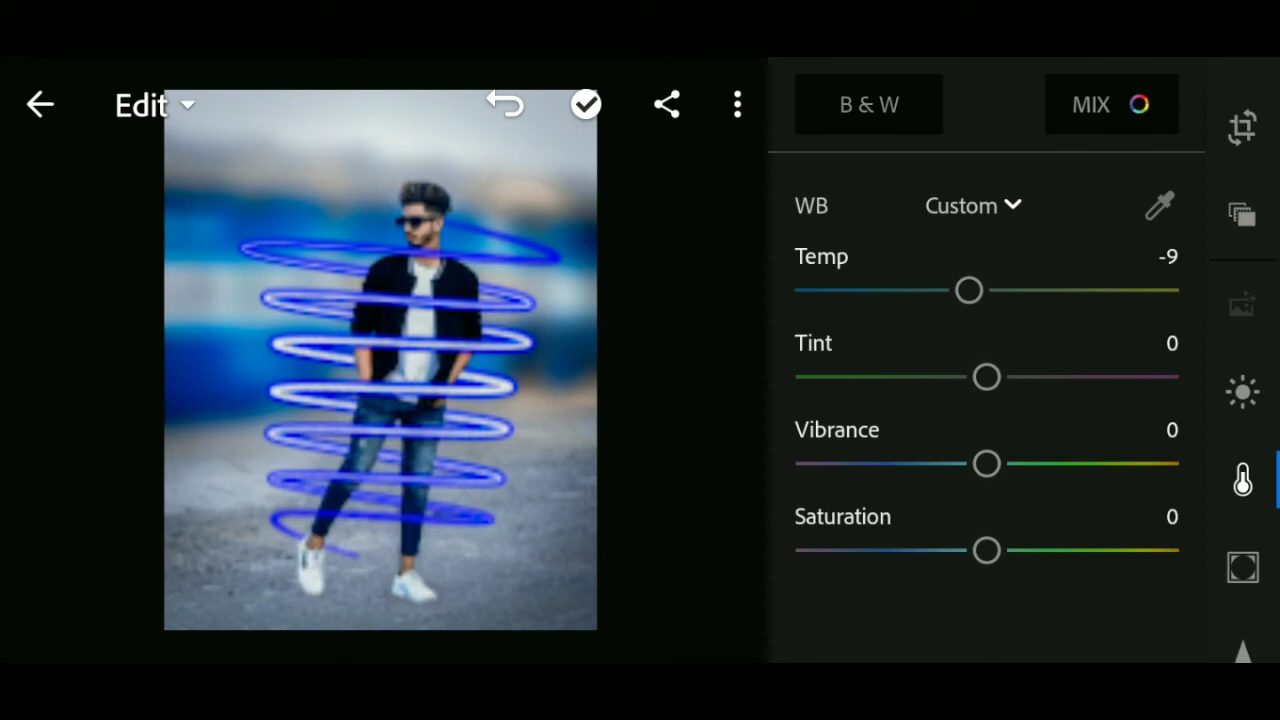 Edit
B & W
MIX
WB
Custom
Temp
-9
Tint
0
Vibrance
0
Saturation
0